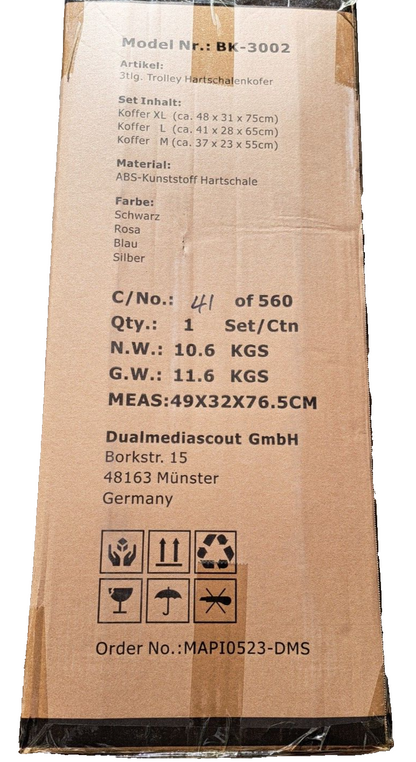 Model Nr.: BK-3002
Artikel:
3tlg. Trolley Hartschalenkofer
Set Inhalt:
Koffer XL (ca. 48 x 31 x 75cm)
Koffer L (ca. 41 x 28 x 65cm)
Koffer M (ca. 37 x 23 x 55cm)
Material:
ABS-Kunststoff Hartschale
Farbe:
Schwarz
Rosa
Blau
Silber
C/No.: 41 of 560
Qty.: 1 Set/Ctn
N.W.: 10.6 KGS
G.W.: 11.6 KGS
MEAS:49X32X76.5CM
Dualmediascout GmbH
Borkstr. 15
48163 Münster
Germany
Order No.:MAPI0523-DMS